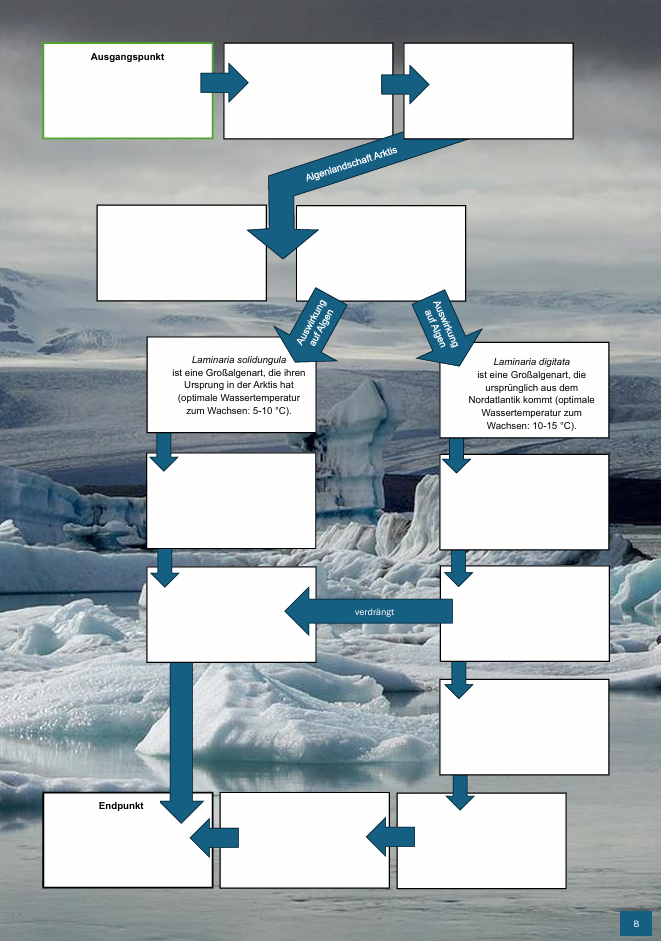 Ausgangspunkt
Algenlandschaft Arktis
Auswirkung
auf Algen
Auswirkung
auf Algen
Laminaria solidungula
ist eine Großalgenart, die ihren
Ursprung in der Arktis hat
(optimale Wassertemperatur
zum Wachsen: 5-10 °C).
Laminaria digitata
ist eine Großalgenart, die
ursprünglich aus dem
Nordatlantik kommt (optimale
Wassertemperatur zum
Wachsen: 10-15 °C).
verdrängt
Endpunkt
B